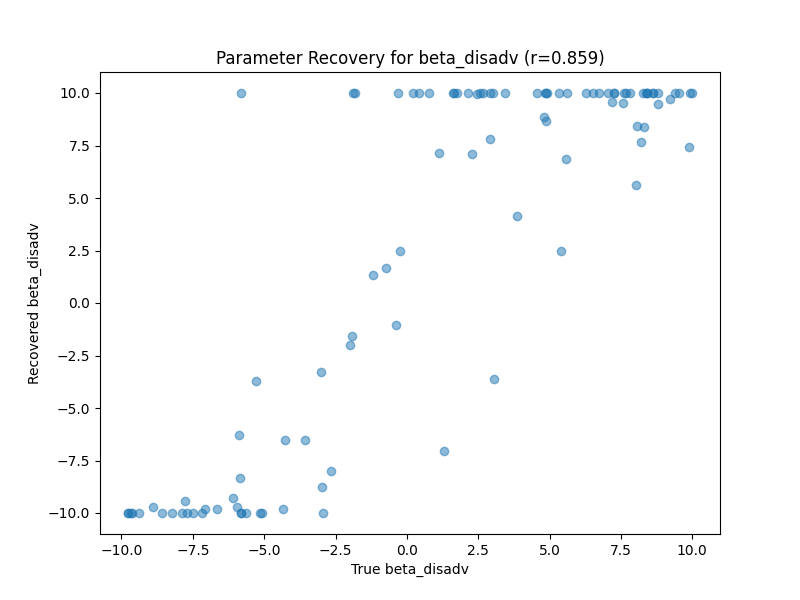 Parameter Recovery for beta_disadv (r=0.859)
10.0
7.5
5.0
2.5
0.0
−2.5
−5.0
−7.5
−10.0
Recovered beta_disadv
−10.0 −7.5 −5.0 −2.5 0.0 2.5 5.0 7.5 10.0
True beta_disadv